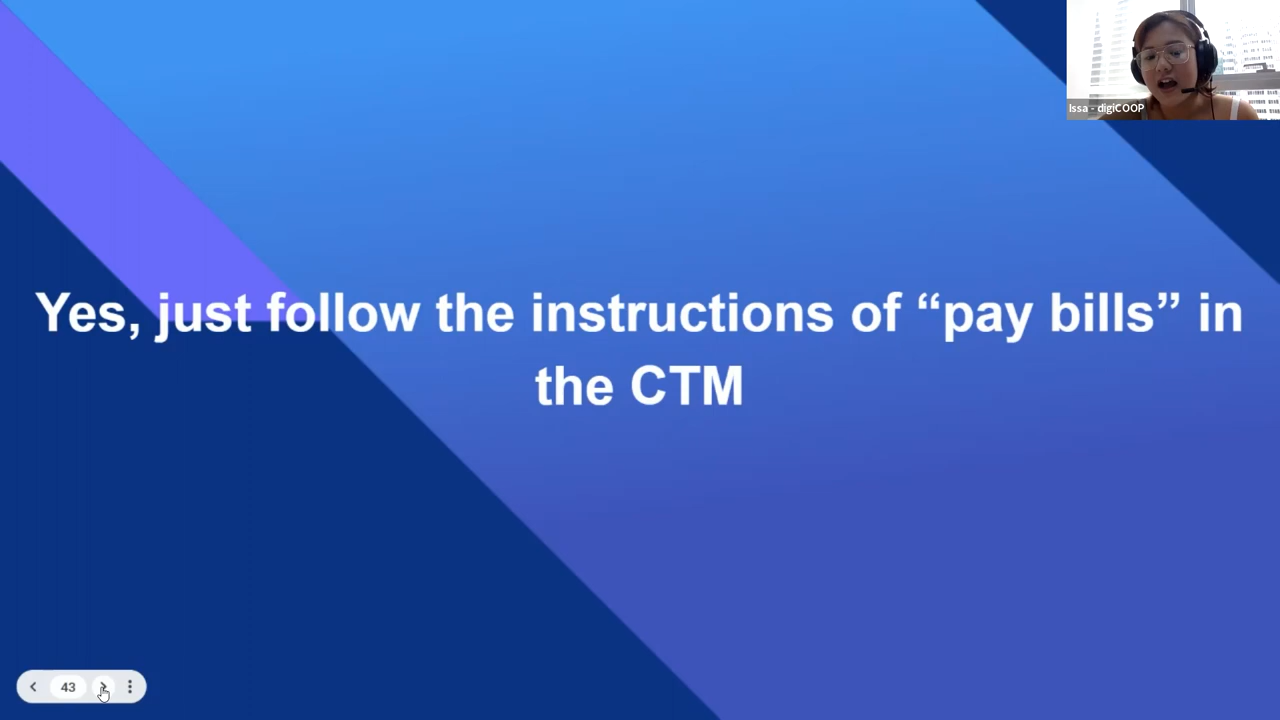 Issa - digiCOOP
Yes, just follow the instructions of “pay bills” in
the CTM
43